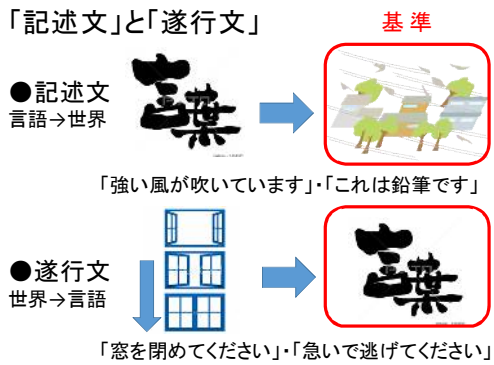 「記述文」と「遂行文」
基 準
●記述文
言語→世界
言葉
「強い風が吹いています」・「これは鉛筆です」
●遂行文
世界→言語
言葉
「窓を閉めてください」・「急いで逃げてください」